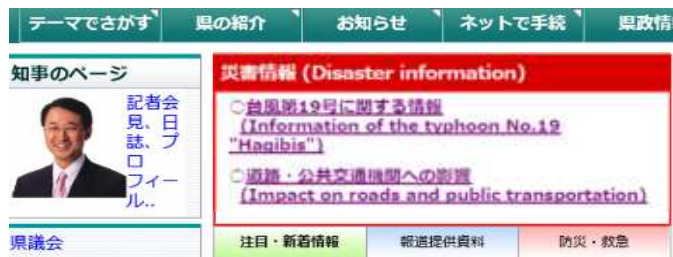 テーマでさがす
県の紹介
お知らせ
ネットで手続
県政情
知事のページ
記者会
見、日
誌、プ
ロ
フィー
ル..
県議会
災害情報 (Disaster information)
○台風第19号に関する情報
(Information of the typhoon No.19
"Hagibis")
○道路・公共交通機関への影響
(Impact on roads and public transportation)
注目・新着情報
報道提供資料
防災・救急